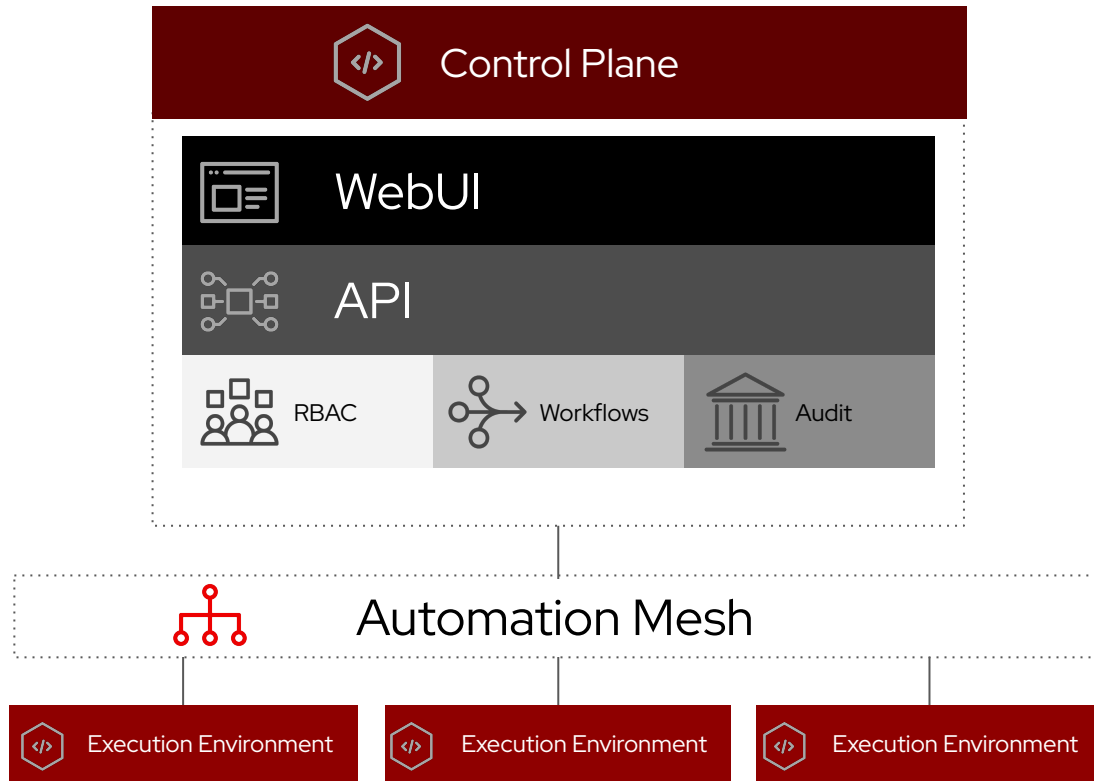 </> Control Plane
WebUI
API
RBAC
Workflows
Audit
Automation Mesh
</> Execution Environment
</> Execution Environment
</> Execution Environment